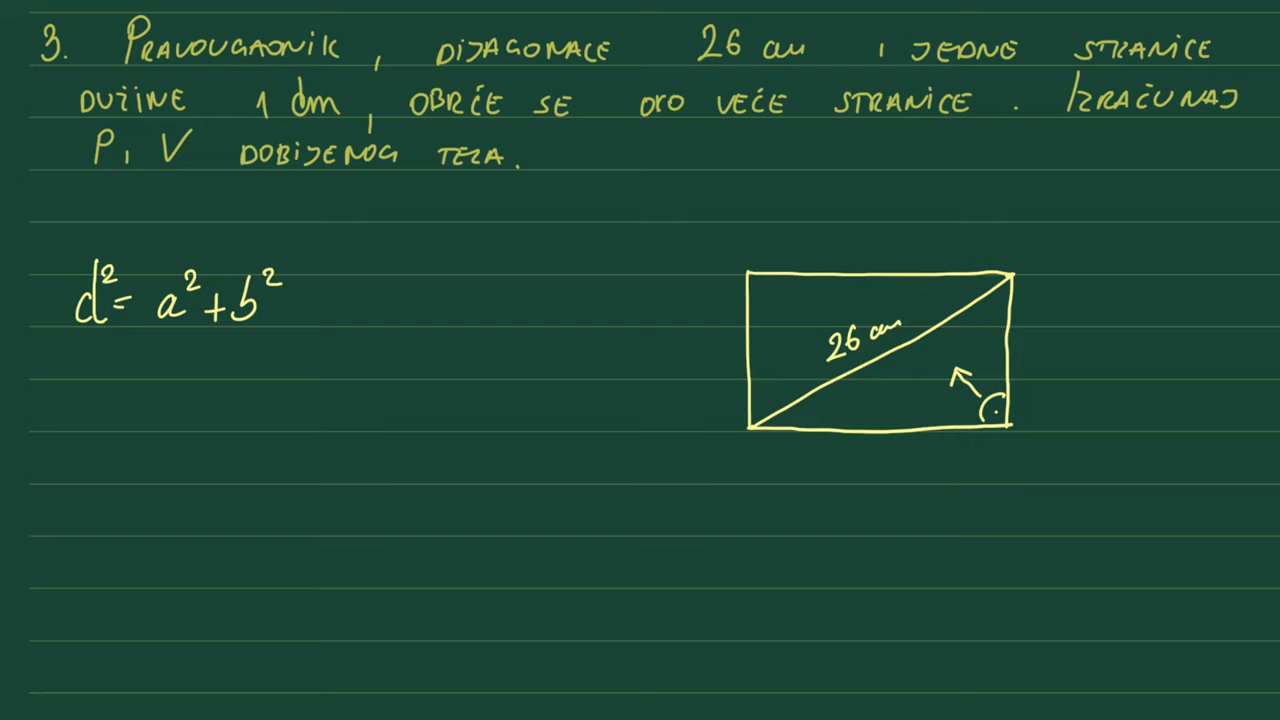 3. PRAVOUGAONIK, DIJAGONALE 26 cm I JEDNE STRANICE
DUŽINE 1 dm, OBRĆE SE OKO VEĆE STRANICE. IZRAČUNAJ
P I V DOBIJENOG TELA.
d² = a² + b²
26 cm